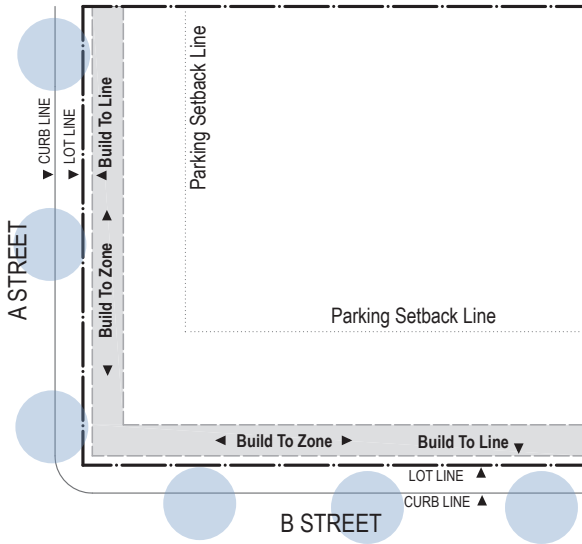 CURB LINE
LOT LINE
Build To Line
Parking Setback Line
A STREET
Build To Zone
Parking Setback Line
Build To Zone
Build To Line
LOT LINE
CURB LINE
B STREET